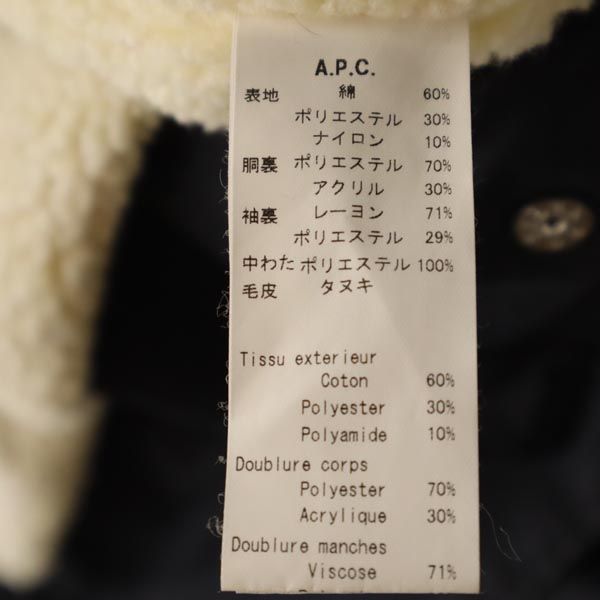 A.P.C.
表地 綿 60%
ポリエステル 30%
ナイロン 10%
胴裏 ポリエステル 70%
アクリル 30%
袖裏 レーヨン 71%
ポリエステル 29%
中わた ポリエステル 100%
毛皮 タヌキ
Tissu exterieur
Coton 60%
Polyester 30%
Polyamide 10%
Doublure corps
Polyester 70%
Acrylique 30%
Doublure manches
Viscose 71%